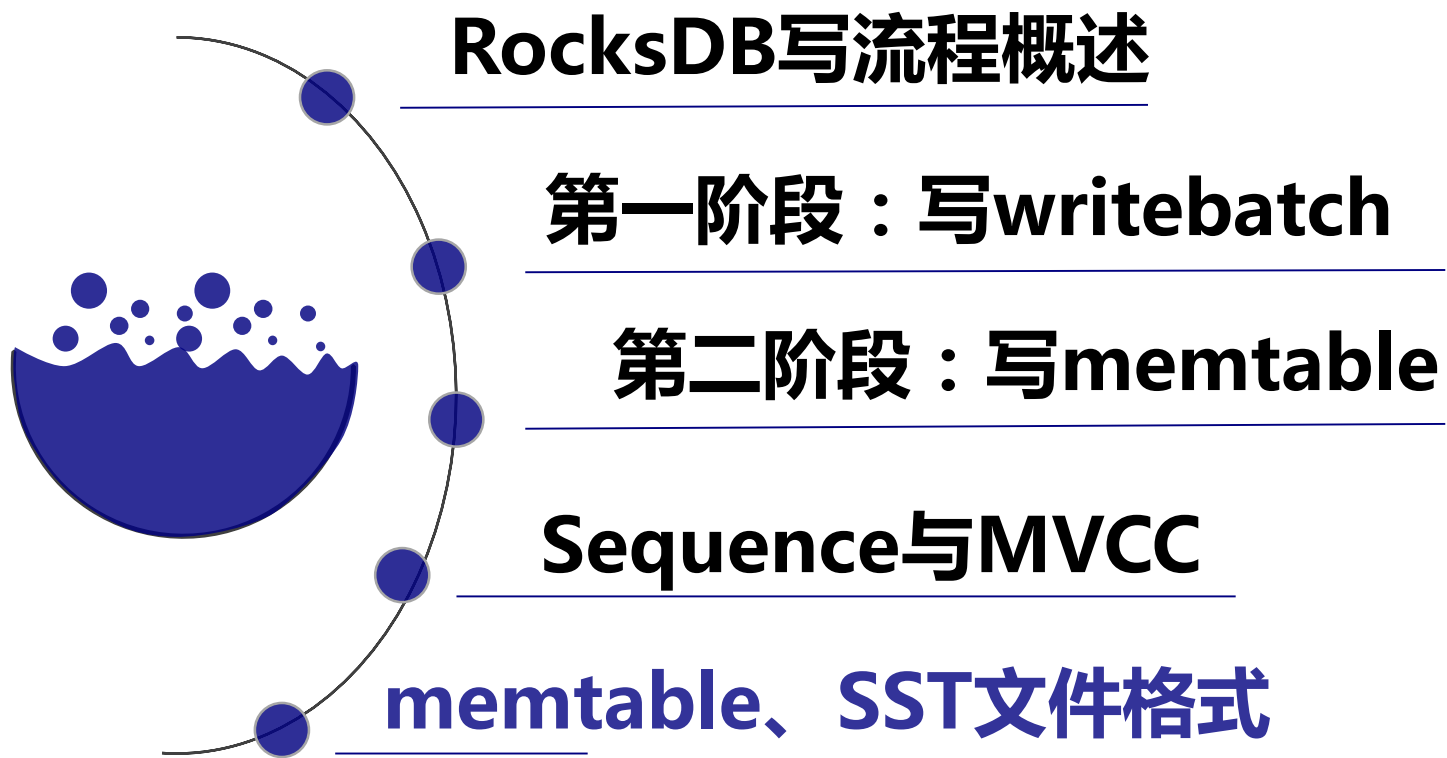 RocksDB写流程概述
第一阶段：写writebatch
第二阶段：写memtable
Sequence与MVCC
memtable、SST文件格式